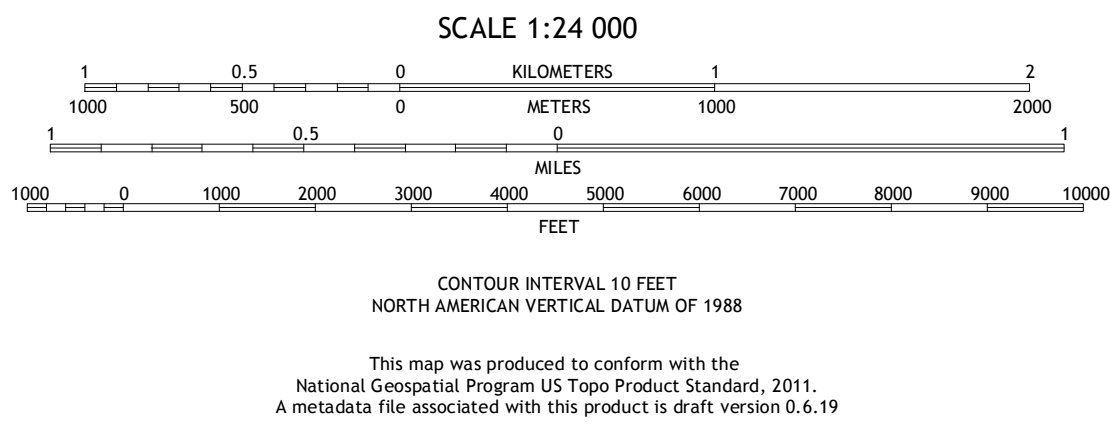 SCALE 1:24 000
1 0.5 0 KILOMETERS 1 2
1000 500 0 METERS 1000 2000
1 0.5 0 1
MILES
1000 0 1000 2000 3000 4000 5000 6000 7000 8000 9000 10000
FEET
CONTOUR INTERVAL 10 FEET
NORTH AMERICAN VERTICAL DATUM OF 1988
This map was produced to conform with the
National Geospatial Program US Topo Product Standard, 2011.
A metadata file associated with this product is draft version 0.6.19